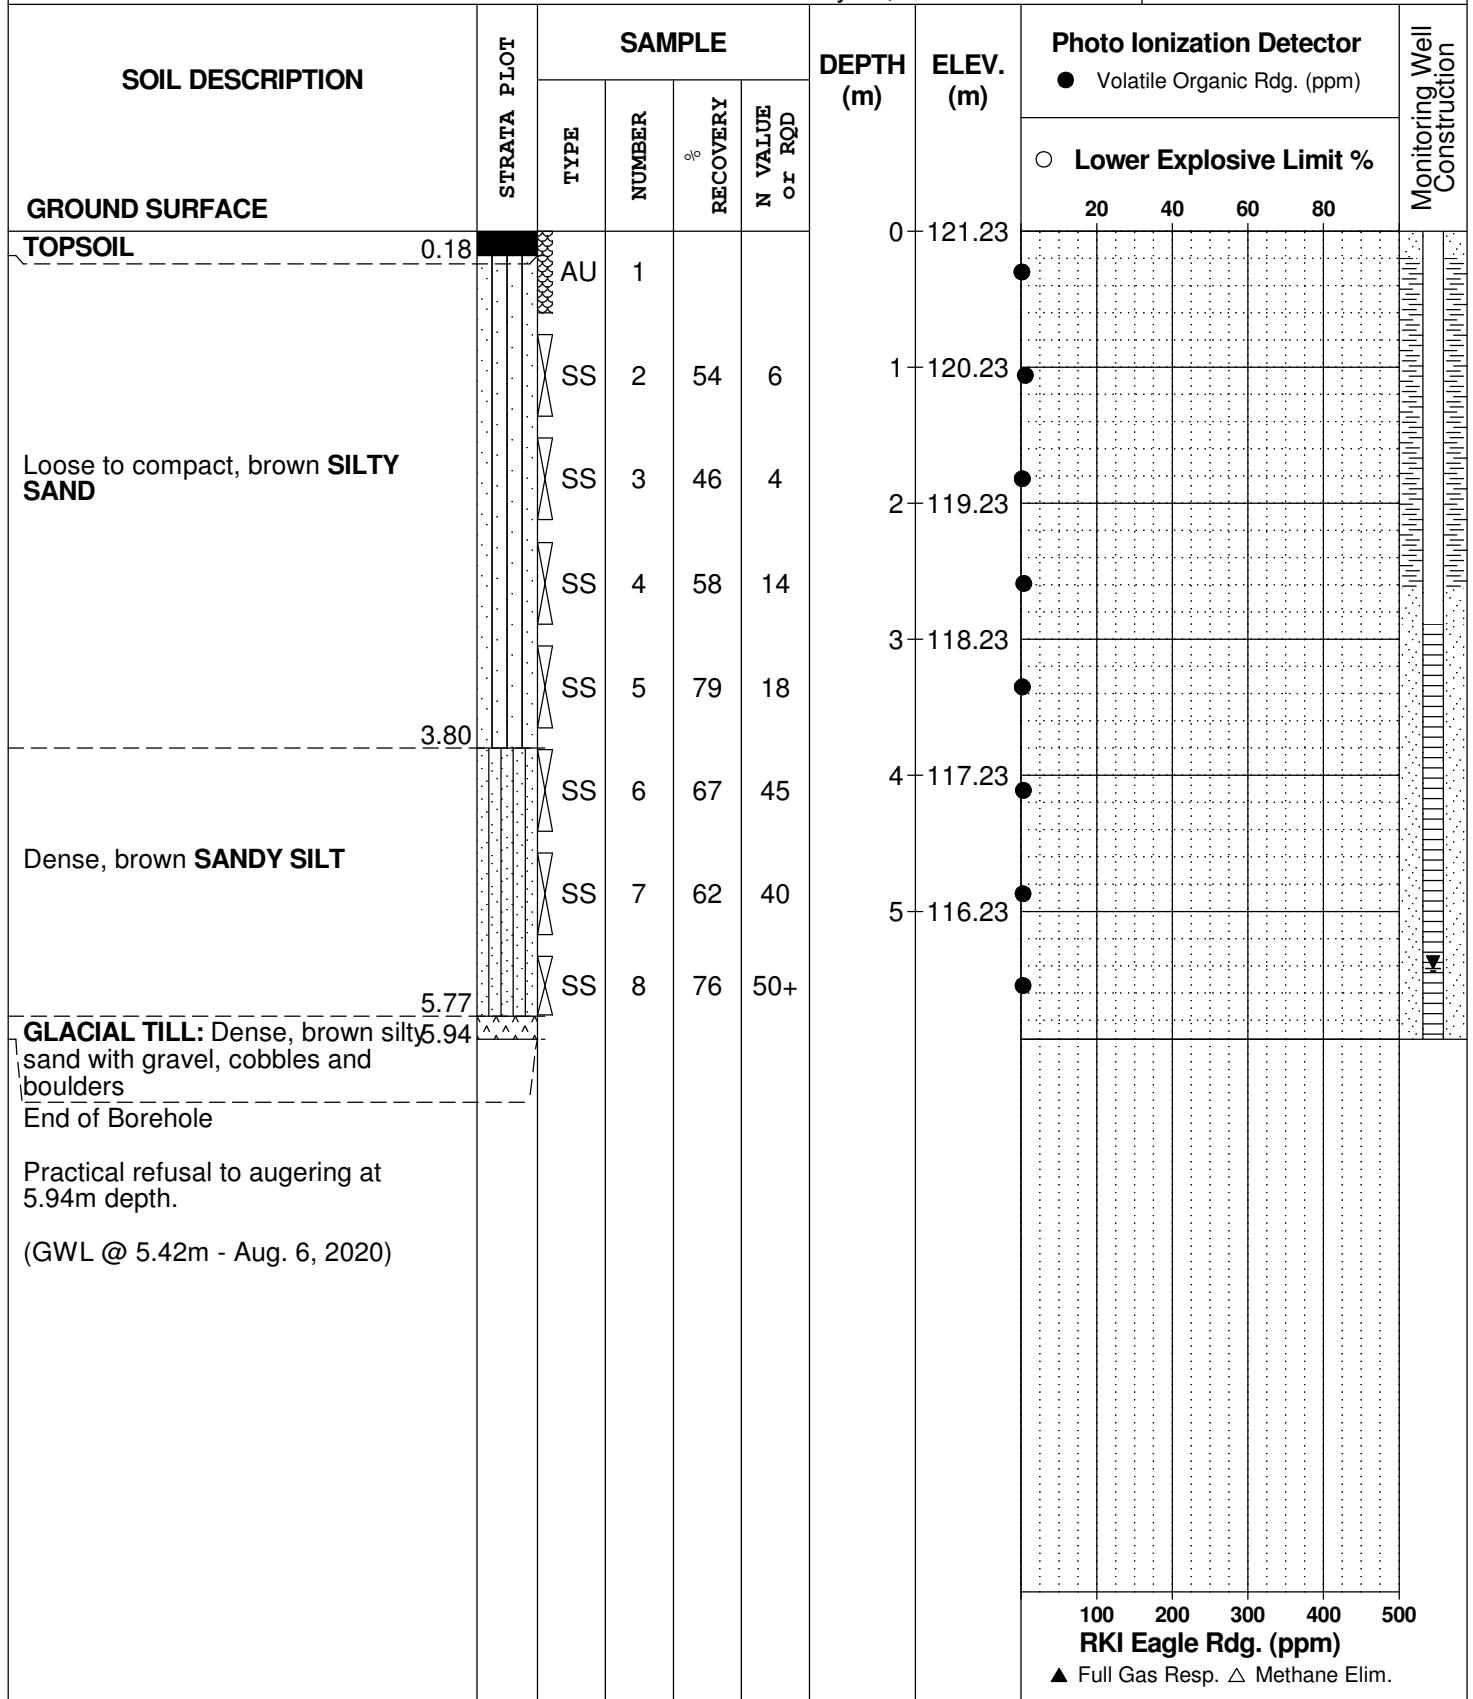 SOIL DESCRIPTION
GROUND SURFACE
STRATA PLOT
SAMPLE
TYPE
NUMBER
%
RECOVERY
N VALUE
or RQD
DEPTH
(m)
ELEV.
(m)
Photo Ionization Detector
● Volatile Organic Rdg. (ppm)
○ Lower Explosive Limit %
20 40 60 80
Monitoring Well
Construction
TOPSOIL 0.18
0 121.23
AU 1
SS 2 54 6
1 120.23
Loose to compact, brown SILTY
SAND
SS 3 46 4
2 119.23
SS 4 58 14
3 118.23
SS 5 79 18
3.80
4 117.23
SS 6 67 45
Dense, brown SANDY SILT
SS 7 62 40
5 116.23
SS 8 76 50+
5.77
GLACIAL TILL: Dense, brown silty 5.94
sand with gravel, cobbles and
boulders
End of Borehole
Practical refusal to augering at
5.94m depth.
(GWL @ 5.42m - Aug. 6, 2020)
100 200 300 400 500
RKI Eagle Rdg. (ppm)
▲ Full Gas Resp. △ Methane Elim.